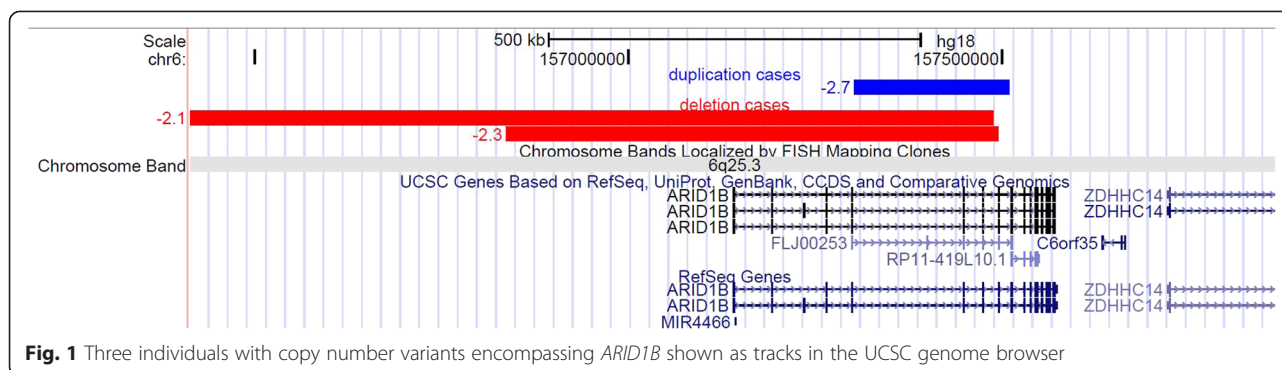 Scale 500 kb hg18
chr6: 157000000 157500000
duplication cases
-2.7
deletion cases
-2.1
-2.3
Chromosome Bands Localized by FISH Mapping Clones
Chromosome Band 6q25.3
UCSC Genes Based on RefSeq, UniProt, GenBank, CCDS and Comparative Genomics
ARID1B ZDHHC14
ARID1B ZDHHC14
ARID1B
FLJ00253 C6orf35
RP11-419L10.1
RefSeq Genes
ARID1B ZDHHC14
ARID1B ZDHHC14
MIR4466
Fig. 1 Three individuals with copy number variants encompassing ARID1B shown as tracks in the UCSC genome browser